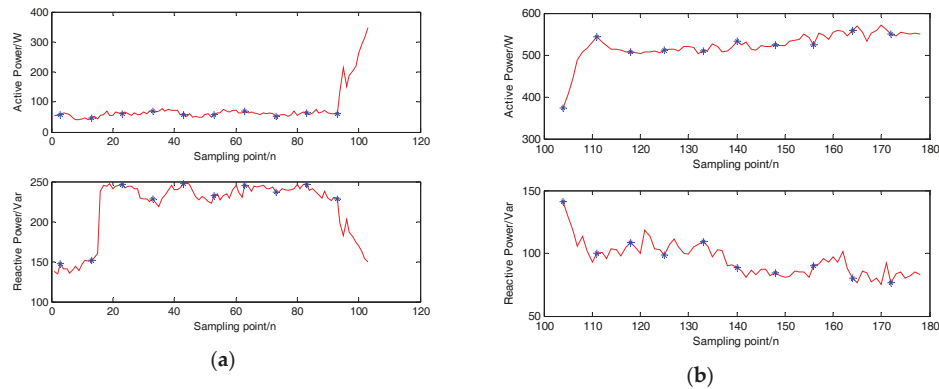 Active Power/W
400
300
200
100
0
0 20 40 60 80 100 120
Sampling point/n
Reactive Power/Var
250
200
150
100
0 20 40 60 80 100 120
Sampling point/n
(a)
Active Power/W
600
500
400
300
100 110 120 130 140 150 160 170 180
Sampling point/n
Reactive Power/Var
150
100
50
100 110 120 130 140 150 160 170 180
Sampling point/n
(b)